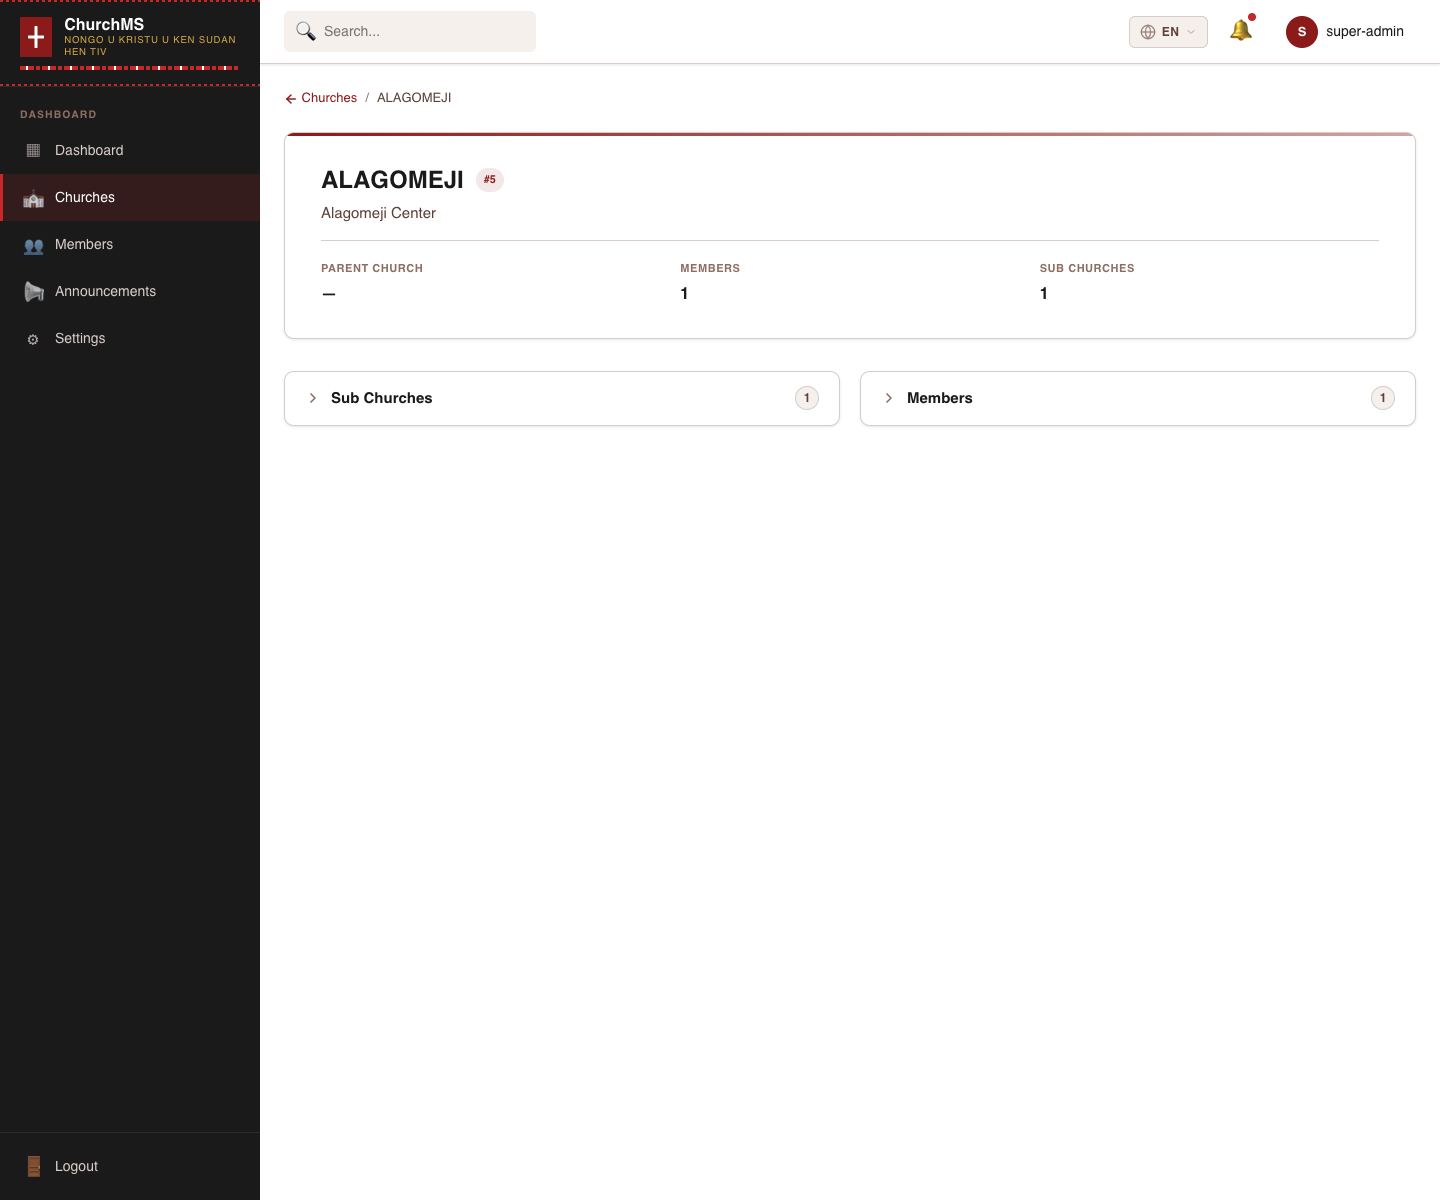 ChurchMS
NONGO U KRISTU U KEN SUDAN
HEN TIV
DASHBOARD
Dashboard
Churches
Members
Announcements
Settings
Logout
Search...
EN
S
super-admin
Churches / ALAGOMEJI
ALAGOMEJI #5
Alagomeji Center
PARENT CHURCH
—
MEMBERS
1
SUB CHURCHES
1
Sub Churches 1
Members 1